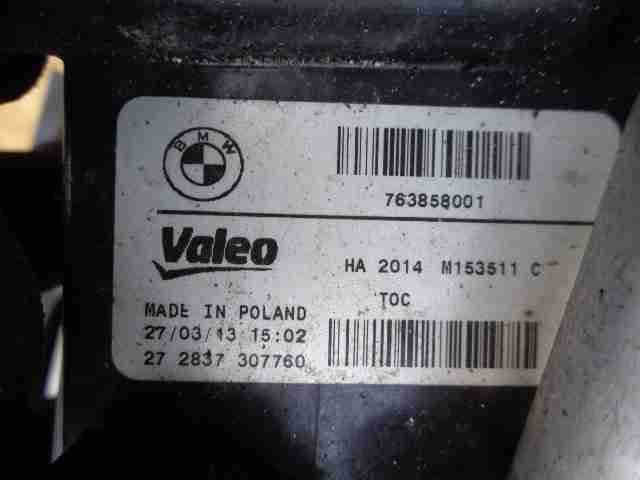 BMW
763858001
Valeo
HA 2014 M153511 C
MADE IN POLAND
TOC
27/03/13 15:02
27 2837 307760